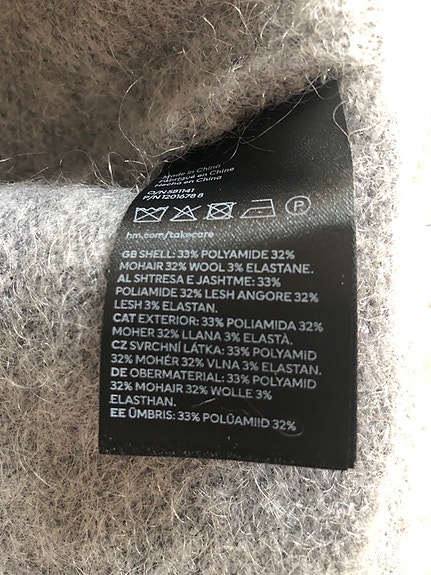 Made in China
Fabriqué en Chine
Hecho en China
O/N 581141
P/N 1201678 8
P
hm.com/takecare
GB SHELL: 33% POLYAMIDE 32%
MOHAIR 32% WOOL 3% ELASTANE.
AL SHTRESA E JASHTME: 33%
POLIAMIDE 32% LESH ANGORE 32%
LESH 3% ELASTAN.
CAT EXTERIOR: 33% POLIAMIDA 32%
MOHER 32% LLANA 3% ELASTÀ.
CZ SVRCHNÍ LÁTKA: 33% POLYAMID
32% MOHÉR 32% VLNA 3% ELASTAN.
DE OBERMATERIAL: 33% POLYAMID
32% MOHAIR 32% WOLLE 3%
ELASTHAN.
EE ÜMBRIS: 33% POLÜAMIID 32%